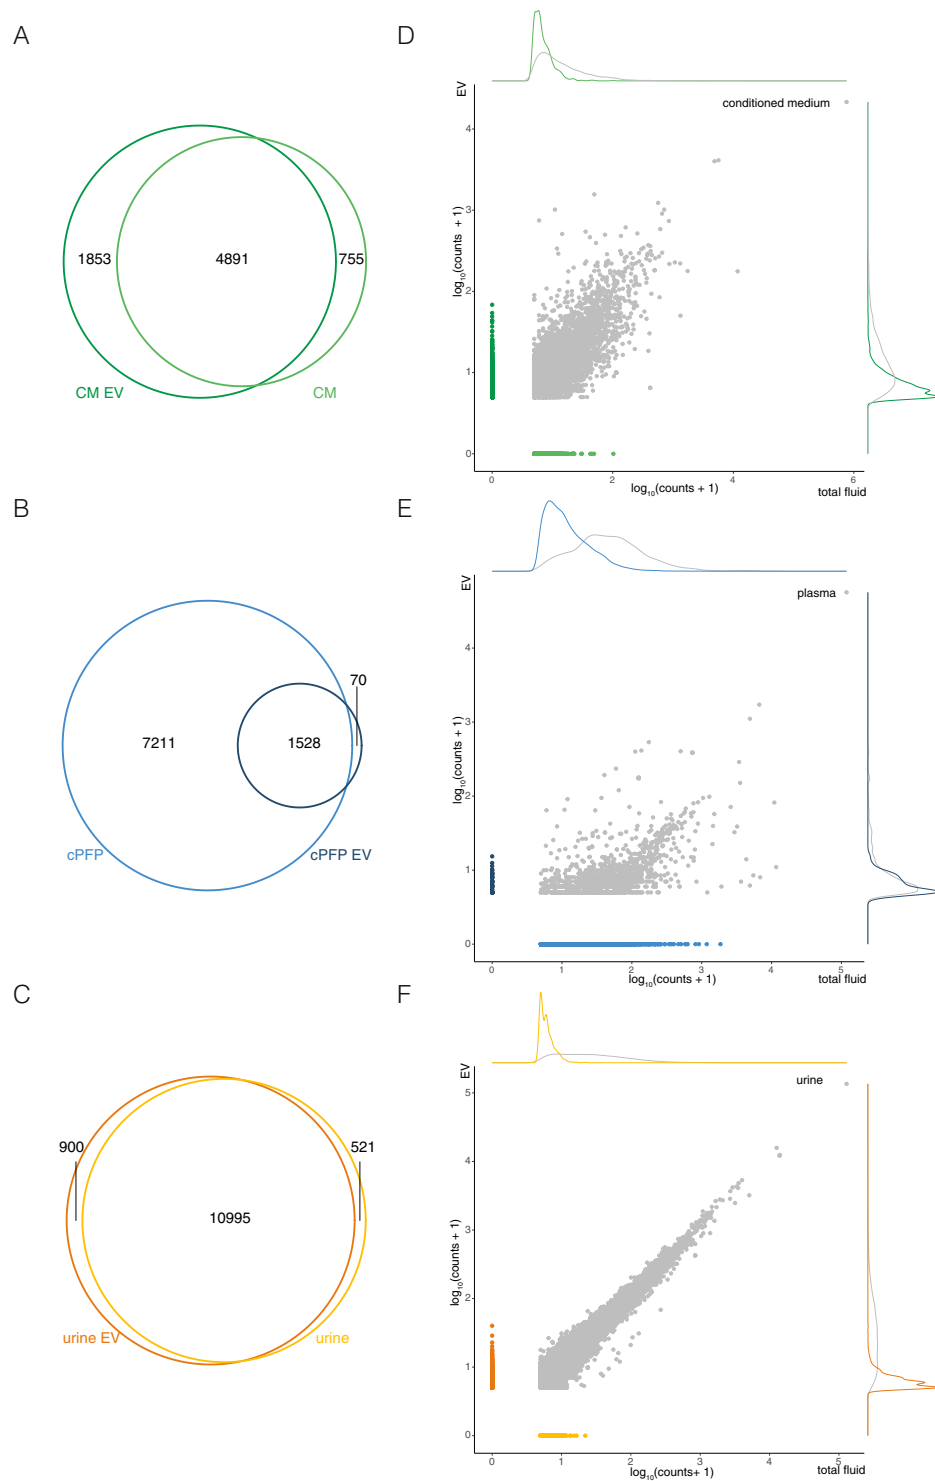 A
1853
4891
755
CM EV
CM
D
EV
log10(counts + 1)
conditioned medium
4
3
2
1
0
0
2
4
6
log10(counts + 1)
total fluid
B
70
7211
1528
cPFP
cPFP EV
E
EV
log10(counts + 1)
plasma
4
3
2
1
0
0
1
2
3
4
5
log10(counts + 1)
total fluid
C
900
521
10995
urine EV
urine
F
EV
log10(counts + 1)
urine
5
4
3
2
1
0
0
1
2
3
4
5
log10(counts+ 1)
total fluid